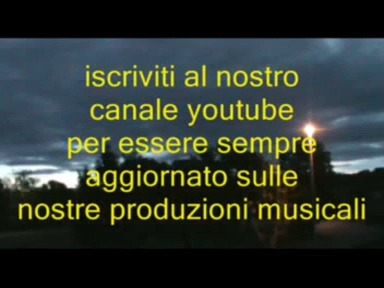 iscriviti al nostro
canale youtube
per essere sempre
aggiornato sulle
nostre produzioni musicali